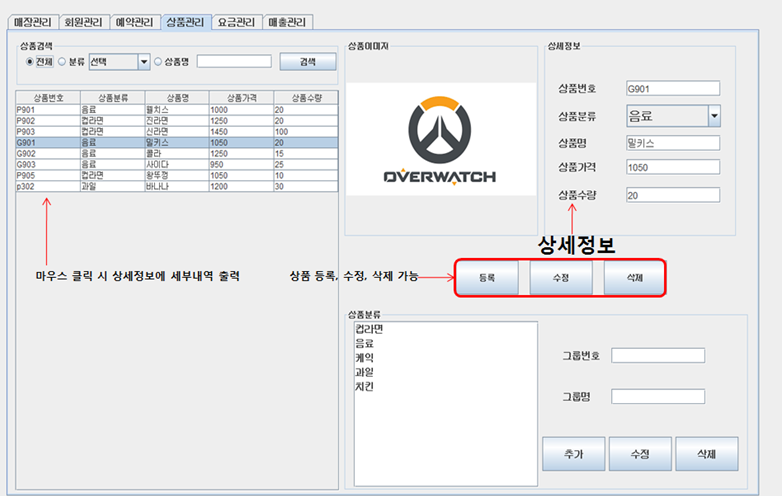 매장관리 회원관리 예약관리 상품관리 요금관리 매출관리
상품검색
전체 분류 선택 상품명 검색
상품번호 상품분류 상품명 상품가격 상품수량
P901 음료 웰치스 1000 20
P902 컵라면 진라면 1250 20
P903 컵라면 신라면 1450 100
G901 음료 밀키스 1050 20
G902 음료 콜라 1250 15
G903 음료 사이다 950 25
P905 컵라면 왕뚜껑 1050 10
p302 과일 바나나 1200 30
마우스 클릭 시 상세정보에 세부내역 출력
상품이미지
OVERWATCH
상세정보
상품번호 G901
상품분류 음료
상품명 밀키스
상품가격 1050
상품수량 20
상세정보
상품 등록, 수정, 삭제 가능
등록 수정 삭제
상품분류
컵라면
음료
케익
과일
치킨
그룹번호
그룹명
추가 수정 삭제